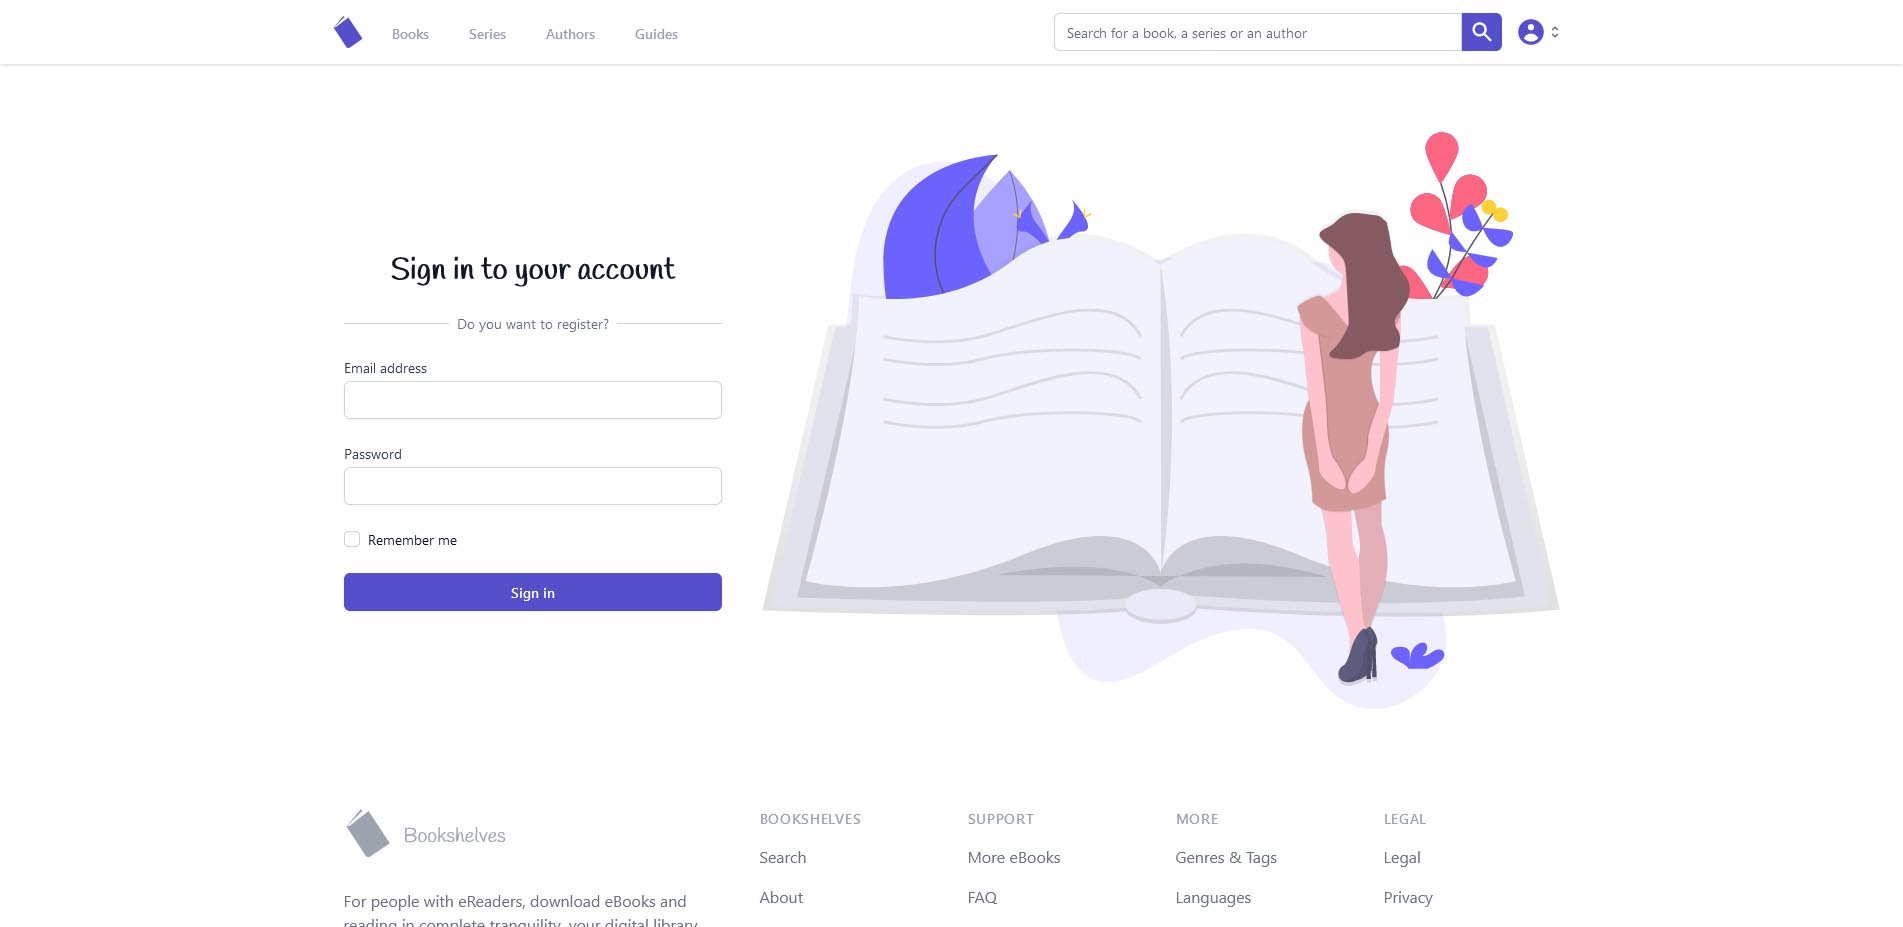 Books
Series
Authors
Guides
Search for a book, a series or an author
Sign in to your account
Do you want to register?
Email address
Password
Remember me
Sign in
Bookshelves
For people with eReaders, download eBooks and
reading in complete tranquility, your digital library
BOOKSHELVES
Search
About
SUPPORT
More eBooks
FAQ
MORE
Genres & Tags
Languages
LEGAL
Legal
Privacy